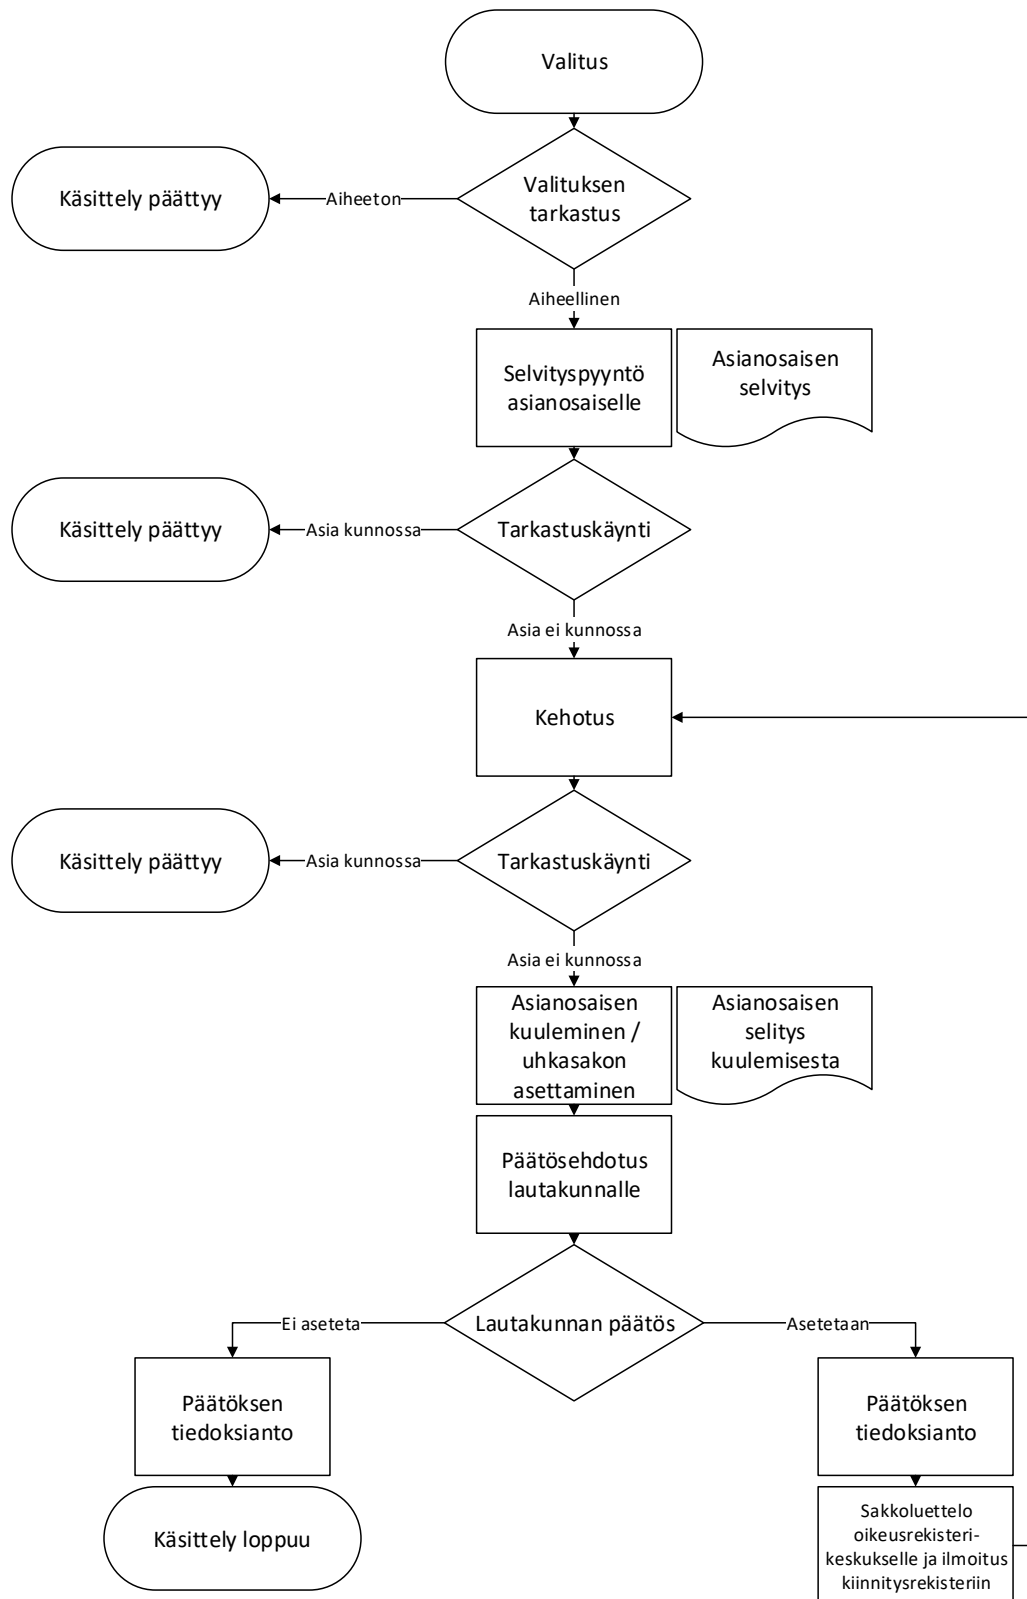 Valitus
Valituksen
tarkastus
Aiheeton
Käsittely päättyy
Aiheellinen
Selvityspyyntö
asianosaiselle
Asianosaisen
selvitys
Tarkastuskäynti
Asia kunnossa
Käsittely päättyy
Asia ei kunnossa
Kehotus
Tarkastuskäynti
Asia kunnossa
Käsittely päättyy
Asia ei kunnossa
Asianosaisen
kuuleminen /
uhkasakon
asettaminen
Asianosaisen
selitys
kuulemisesta
Päätösehdotus
lautakunnalle
Lautakunnan päätös
Ei aseteta
Asetetaan
Päätöksen
tiedoksianto
Käsittely loppuu
Päätöksen
tiedoksianto
Sakkoluettelo
oikeusrekisteri-
keskukselle ja ilmoitus
kiinnitysrekisteriin